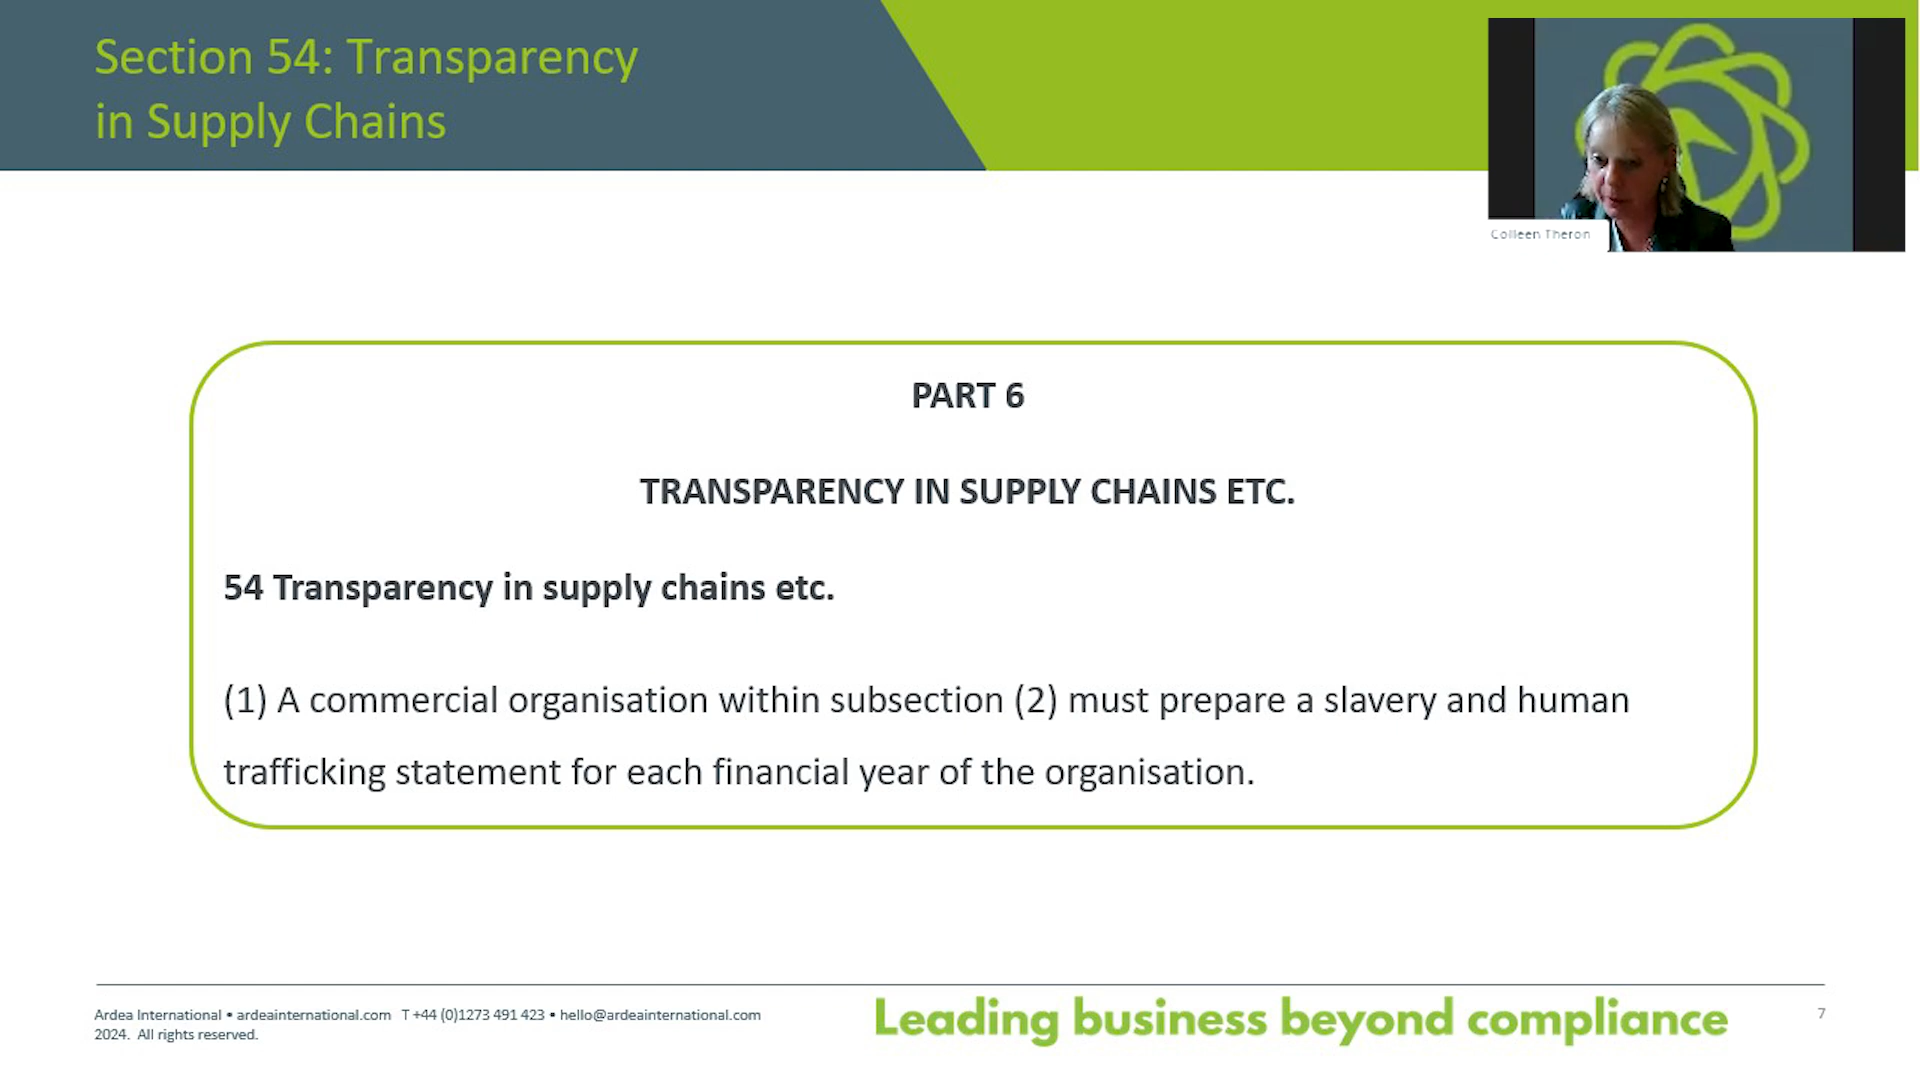 Section 54: Transparency
in Supply Chains
Colleen Theron
PART 6
TRANSPARENCY IN SUPPLY CHAINS ETC.
54 Transparency in supply chains etc.
(1) A commercial organisation within subsection (2) must prepare a slavery and human
trafficking statement for each financial year of the organisation.
Ardea International • ardeainternational.com T +44 (0)1273 491 423 • hello@ardeainternational.com
2024. All rights reserved.
Leading business beyond compliance
7